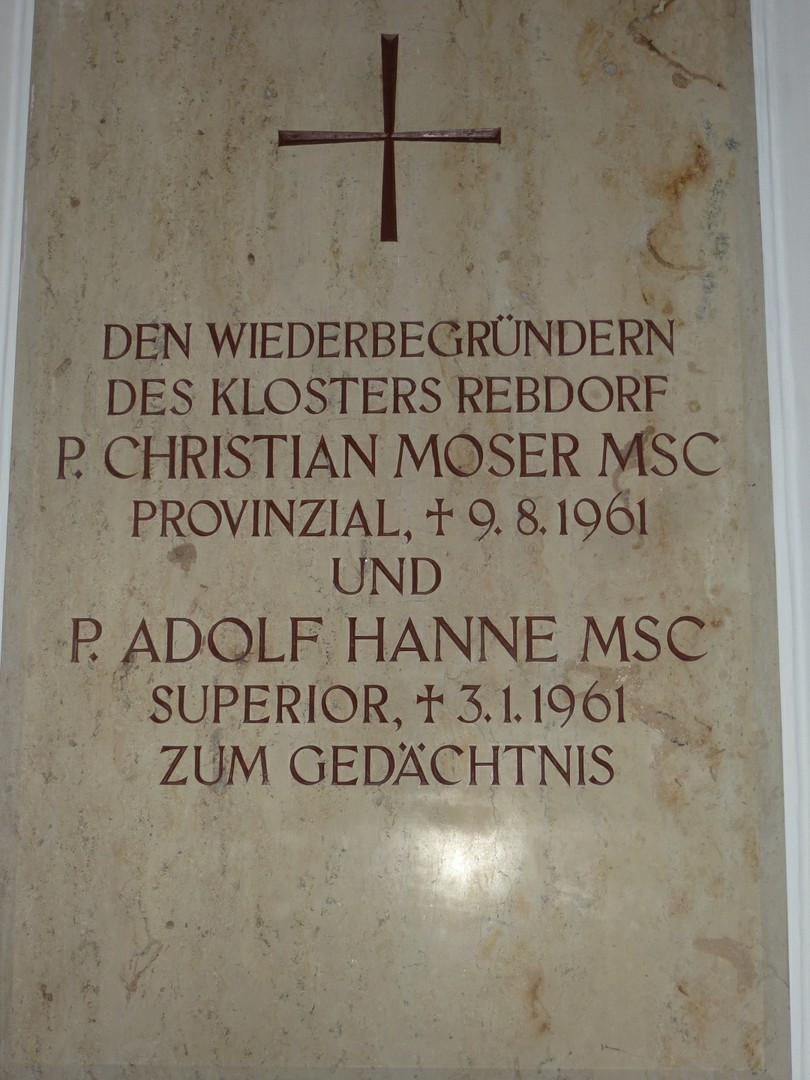 DEN WIEDERBEGRÜNDERN
DES KLOSTERS REBDORF
P. CHRISTIAN MOSER MSC
PROVINZIAL, † 9. 8. 1961
UND
P. ADOLF HANNE MSC
SUPERIOR, † 3. 1. 1961
ZUM GEDÄCHTNIS